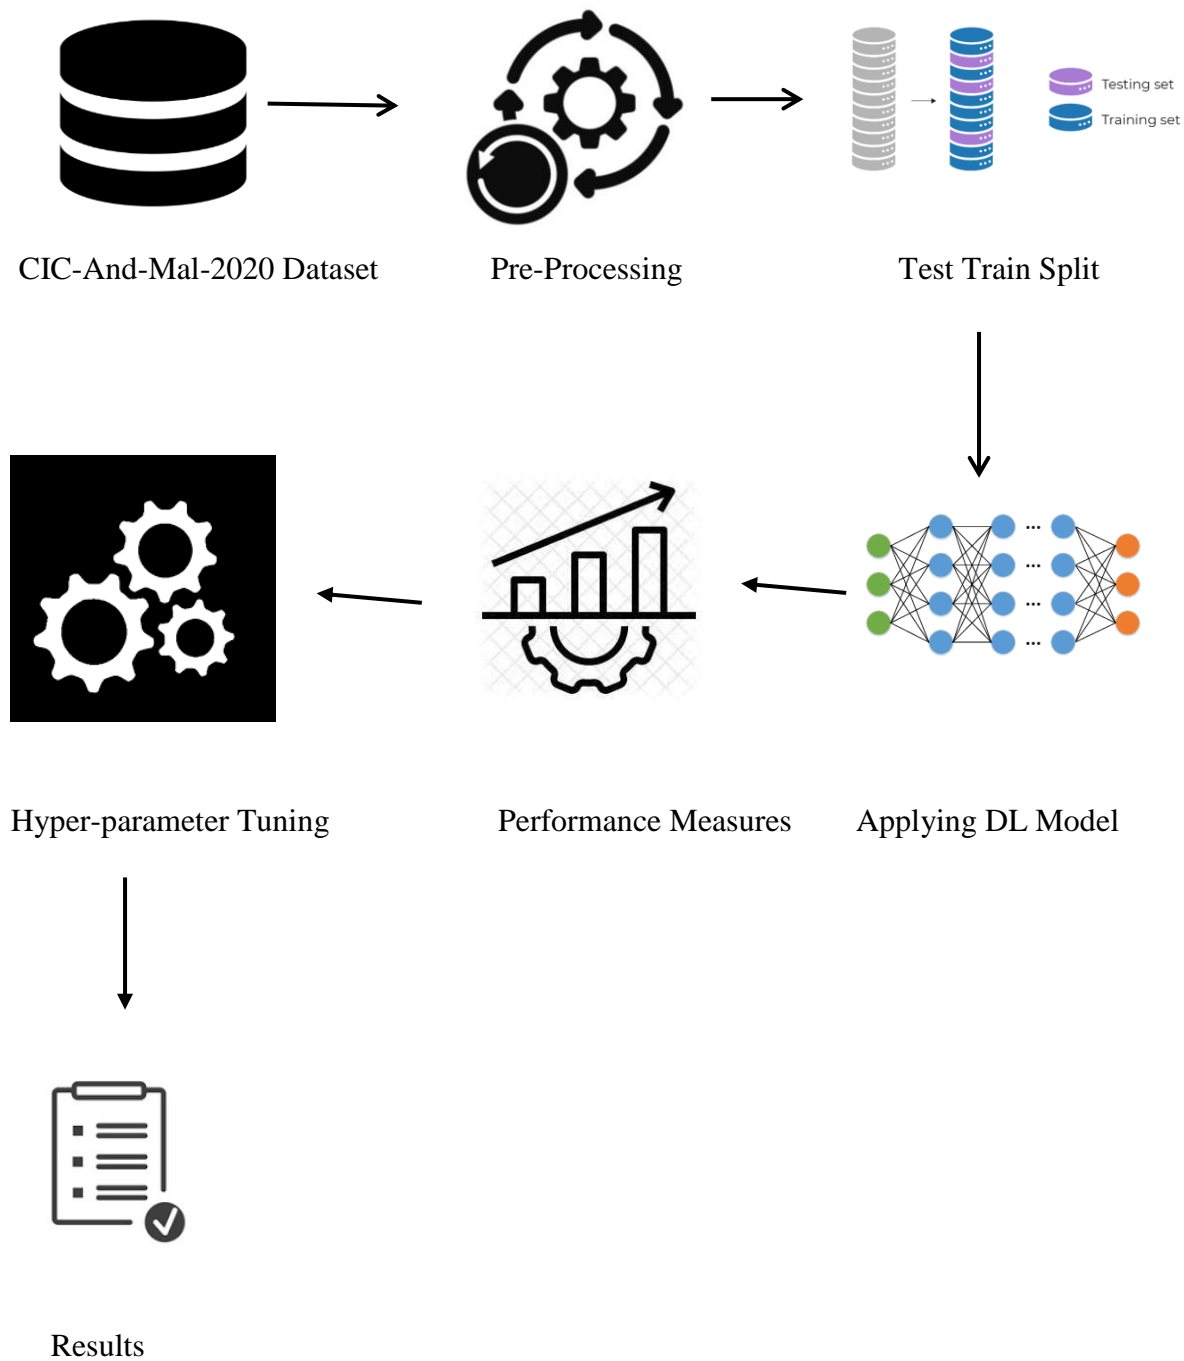 Testing set
Training set
CIC-And-Mal-2020 Dataset
Pre-Processing
Test Train Split
Hyper-parameter Tuning
Performance Measures
Applying DL Model
Results